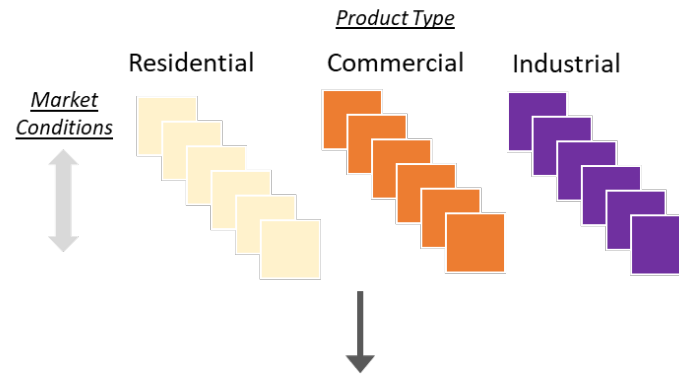 Product Type
Residential Commercial Industrial
Market
Conditions